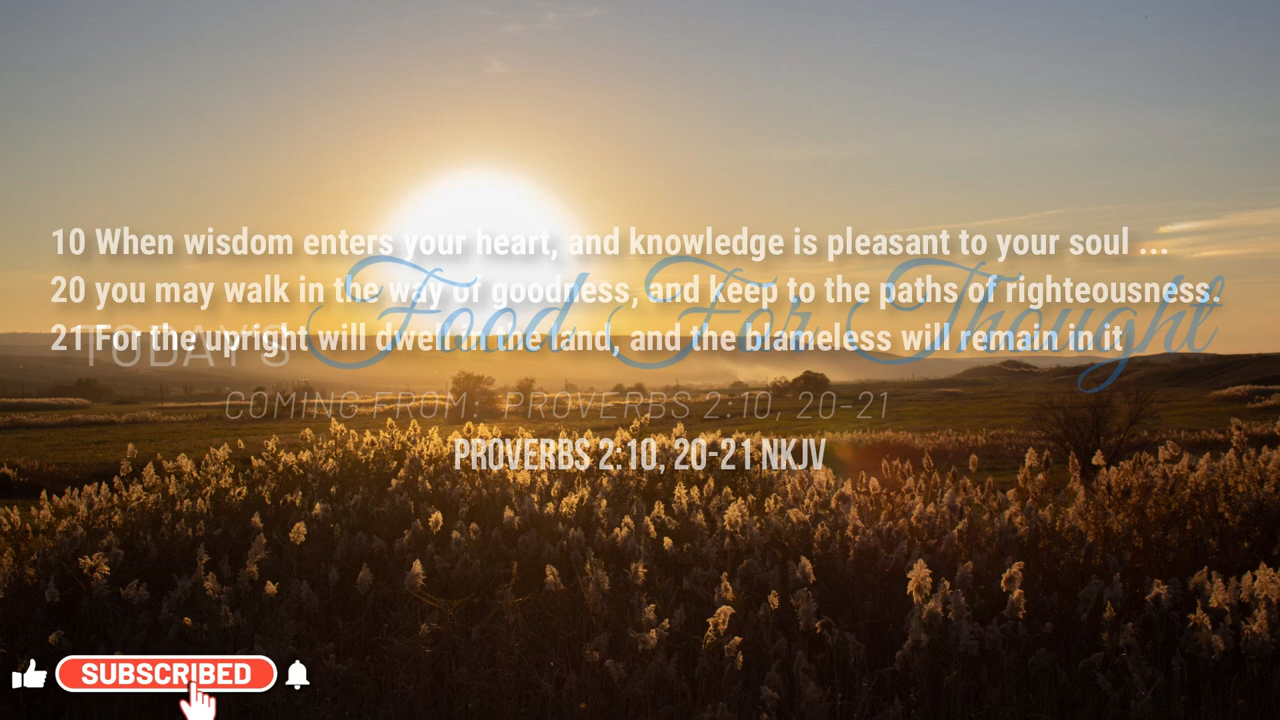 10 When wisdom enters your heart, and knowledge is pleasant to your soul ...
20 you may walk in the way of goodness, and keep to the paths of righteousness.
21 For the upright will dwell in the land, and the blameless will remain in it
TODAY'S Food For Thought
COMING FROM: PROVERBS 2:10, 20-21
PROVERBS 2:10, 20-21 NKJV
SUBSCRIBED